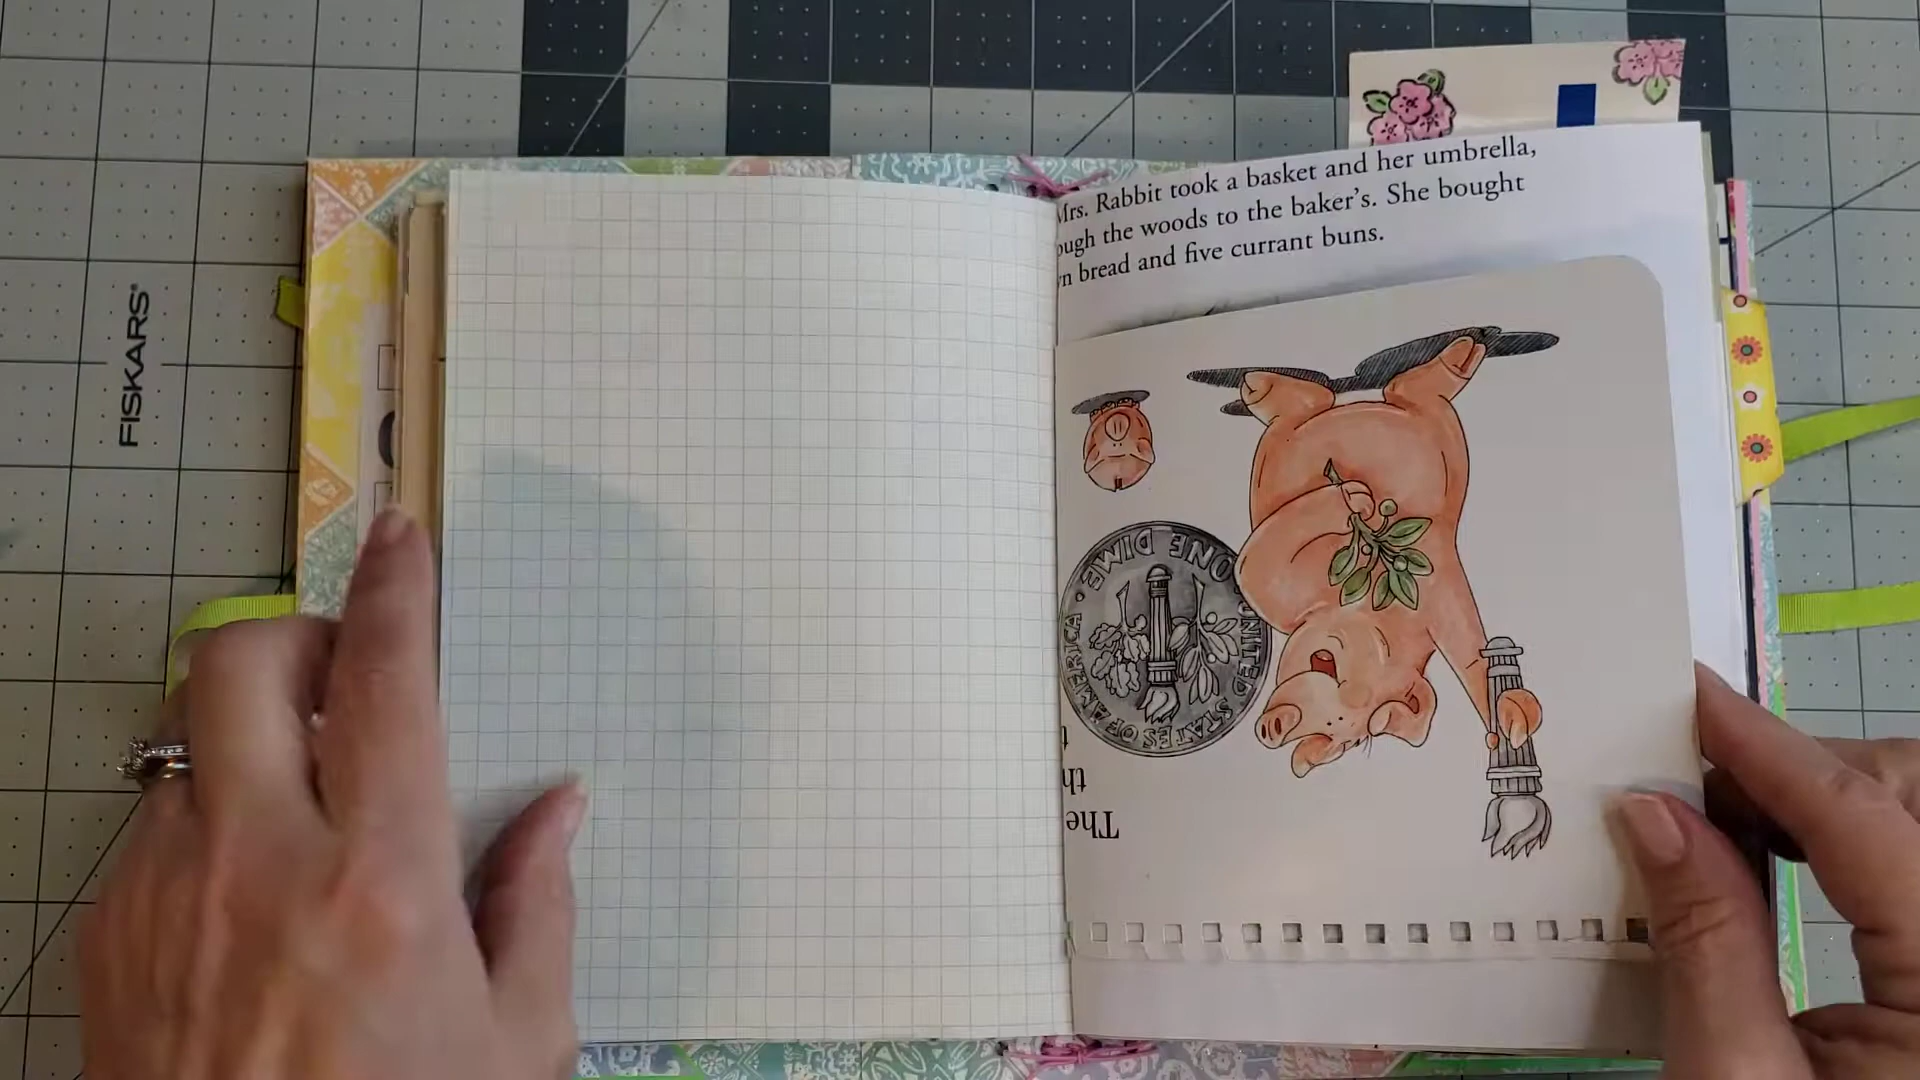 FISKARS®
Mrs. Rabbit took a basket and her umbrella,
ough the woods to the baker's. She bought
n bread and five currant buns.
UNITED STATES OF AMERICA · ONE DIME ·
The
th
t